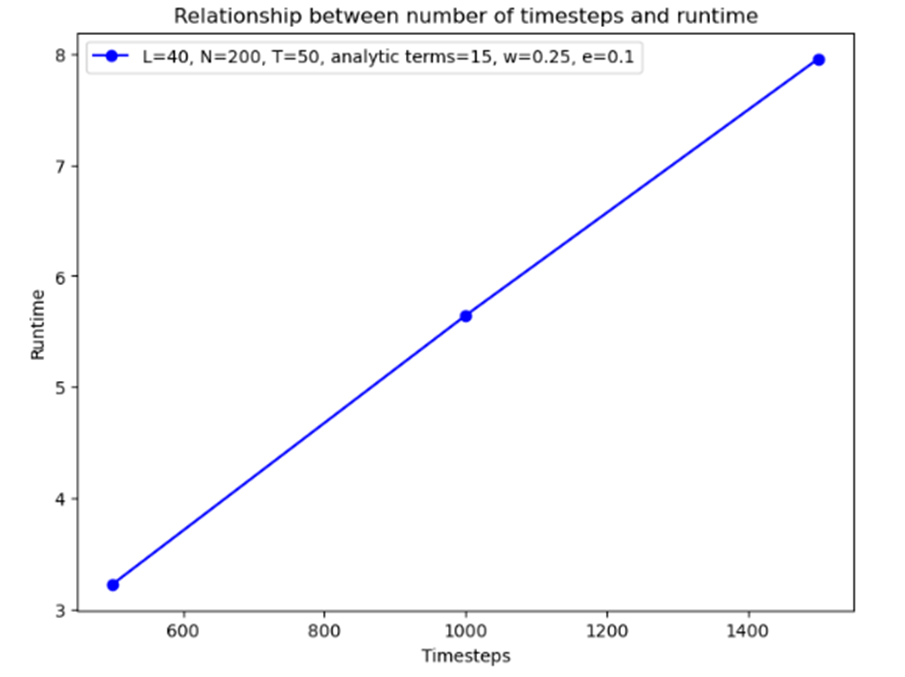 Relationship between number of timesteps and runtime
L=40, N=200, T=50, analytic terms=15, w=0.25, e=0.1
8
7
6
5
4
3
Runtime
600 800 1000 1200 1400
Timesteps